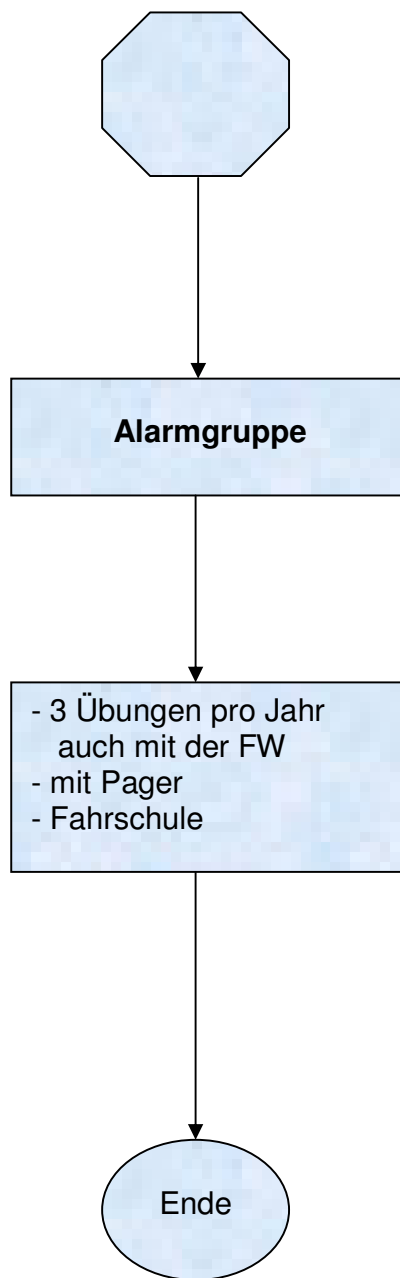 Alarmgruppe
- 3 Übungen pro Jahr
auch mit der FW
- mit Pager
- Fahrschule
Ende